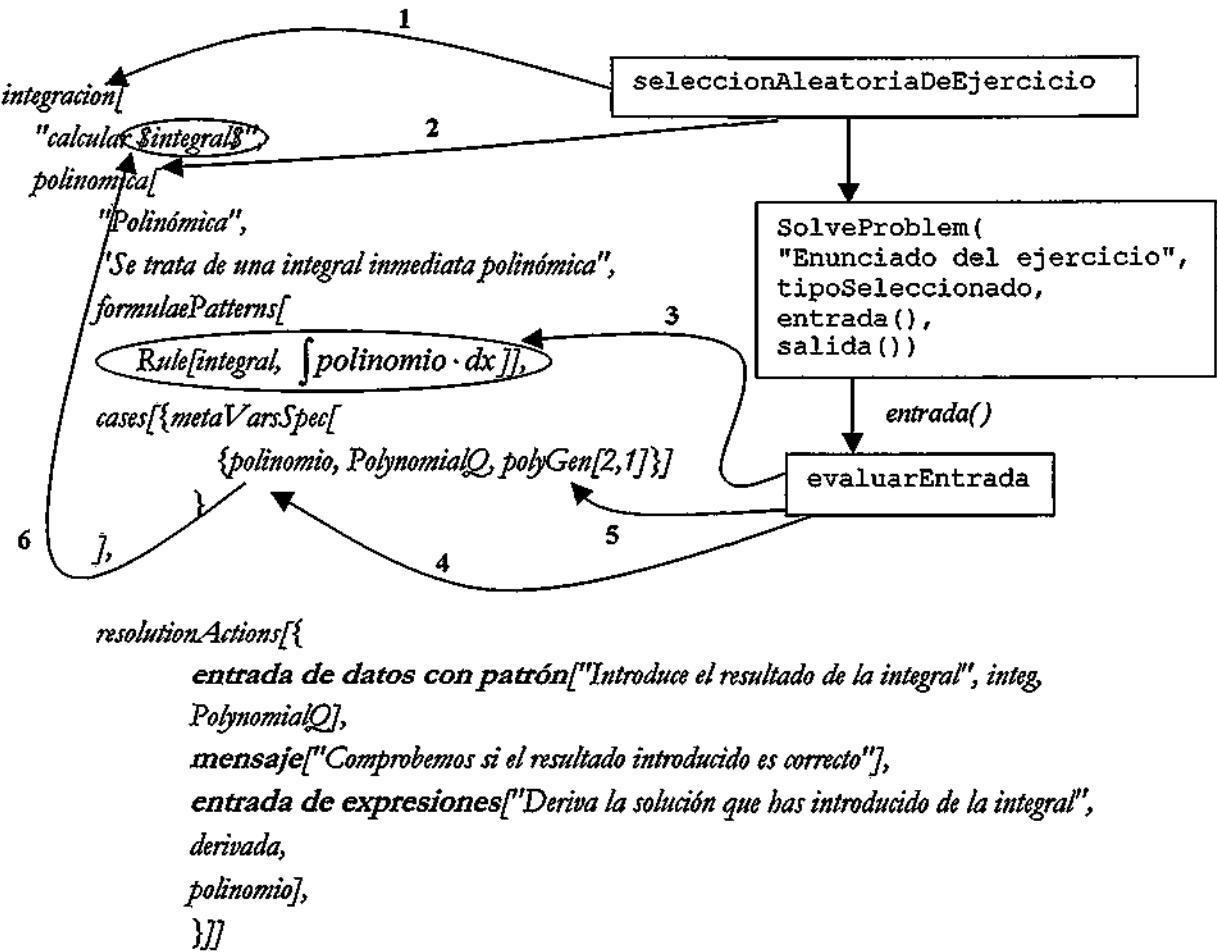 1
seleccionAleatoriaDeEjercicio
integracion[
"calcular $integral$",
2
polinomica[
"Polinómica",
"Se trata de una integral inmediata polinómica",
formulaePatterns[
Rule[integral, ∫polinomio · dx]],
3
cases[{metaVarsSpec[
{polinomio, PolynomialQ, polyGen[2,1]}]
}
],
6
4
5
SolveProblem(
"Enunciado del ejercicio",
tipoSeleccionado,
entrada(),
salida())
entrada()
evaluarEntrada
resolutionActions[{
entrada de datos con patrón["Introduce el resultado de la integral", integ,
PolynomialQ],
mensaje["Comprobemos si el resultado introducido es correcto"],
entrada de expresiones["Deriva la solución que has introducido de la integral",
derivada,
polinomio],
}]]